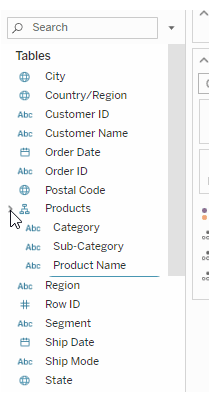 Search
Tables
City
Country/Region
Abc Customer ID
Abc Customer Name
Order Date
Abc Order ID
Postal Code
Products
Abc Category
Abc Sub-Category
Abc Product Name
Abc Region
# Row ID
Abc Segment
Ship Date
Abc Ship Mode
State